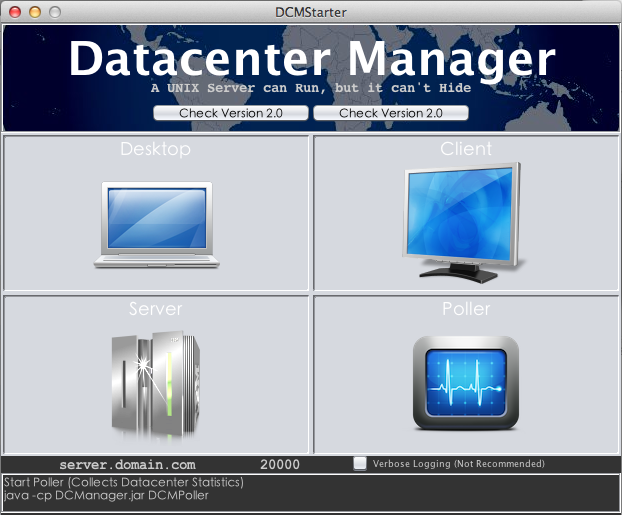 DCMStarter
Datacenter Manager
A UNIX Server can Run, but it can't Hide
Check Version 2.0 Check Version 2.0
Desktop Client
Server Poller
server.domain.com 20000 Verbose Logging (Not Recommended)
Start Poller (Collects Datacenter Statistics)
java -cp DCManager.jar DCMPoller